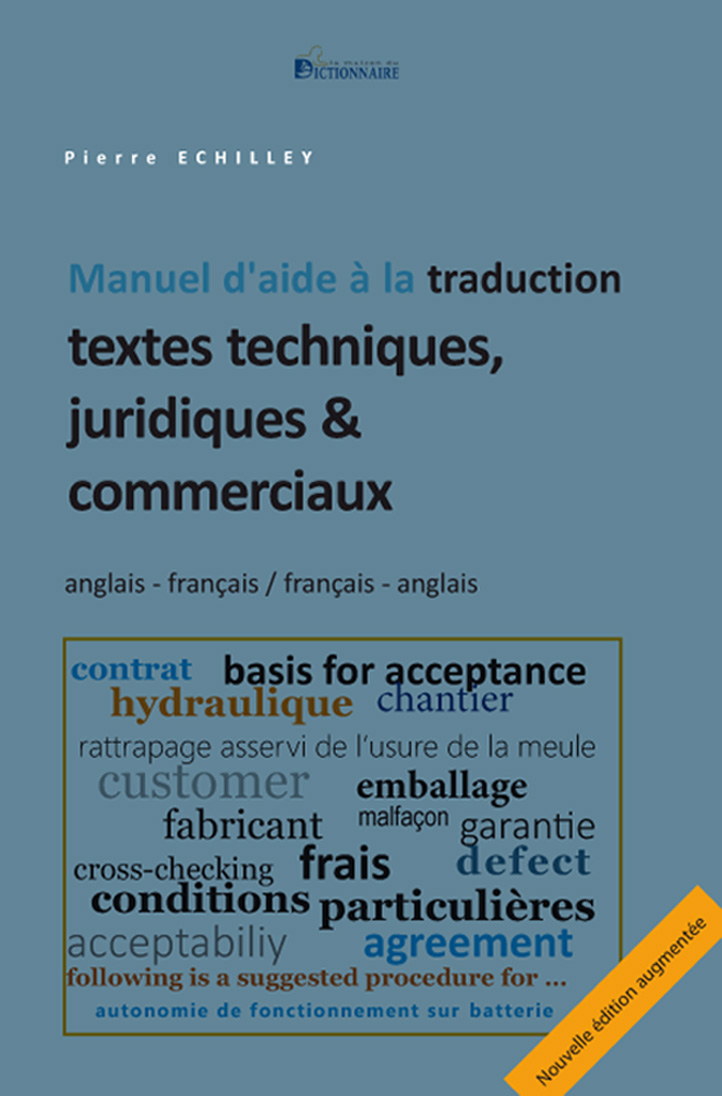 La maison du
DICTIONNAIRE
Pierre ECHILLEY
Manuel d'aide à la traduction
textes techniques,
juridiques &
commerciaux
anglais - français / français - anglais
contrat basis for acceptance
hydraulique chantier
rattrapage asservi de l'usure de la meule
customer emballage
fabricant malfaçon garantie
cross-checking frais defect
conditions particulières
acceptabiliy agreement
following is a suggested procedure for ...
autonomie de fonctionnement sur batterie
Nouvelle édition augmentée